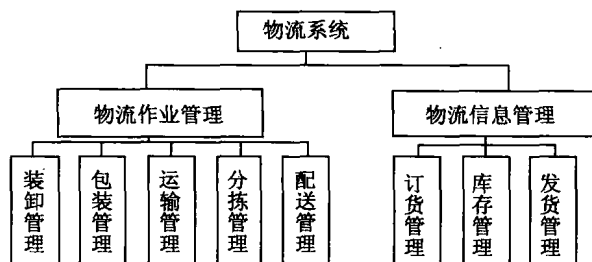 物流系统
物流作业管理
物流信息管理
装卸管理
包装管理
运输管理
分拣管理
配送管理
订货管理
库存管理
发货管理